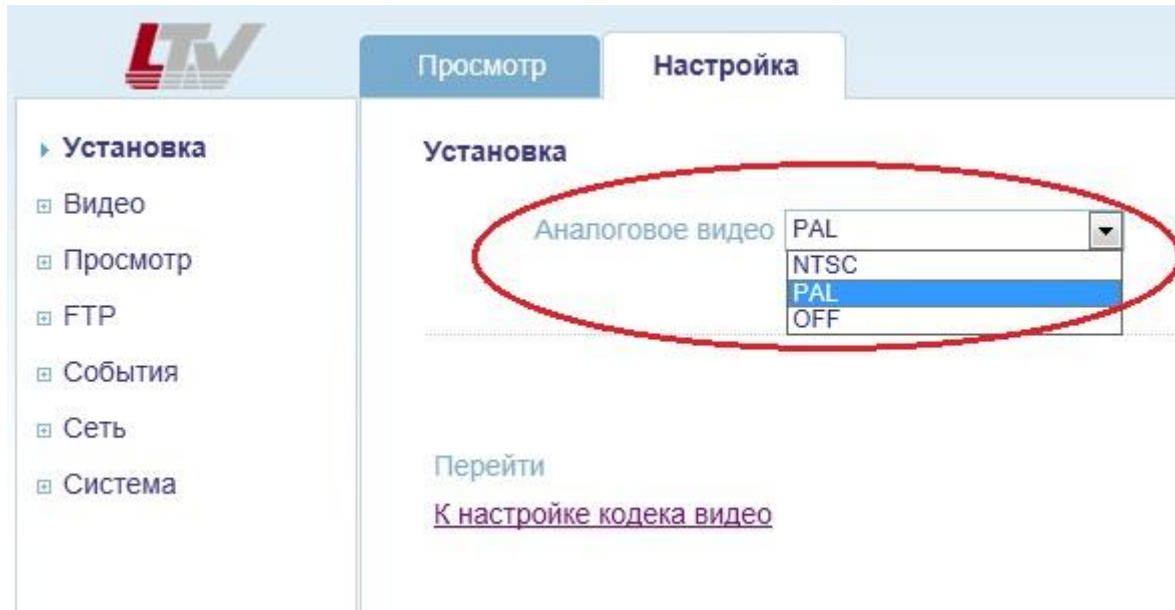 LTV
Просмотр
Настройка
Установка
Видео
Просмотр
FTP
События
Сеть
Система
Установка
Аналоговое видео PAL
NTSC
PAL
OFF
Перейти
К настройке кодека видео